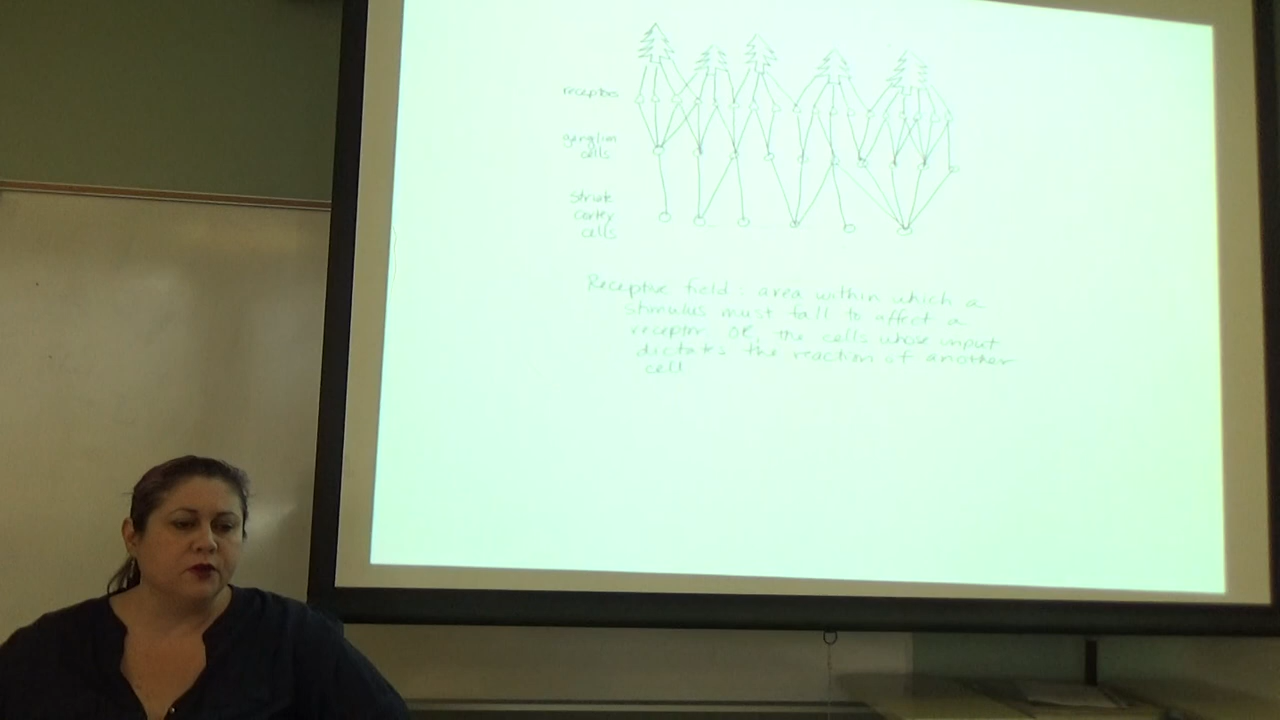 receptors
ganglion
cells
Striate
cortex
cells
Receptive field: area within which a
stimulus must fall to affect a
receptor. OR, the cells whose input
dictates the reaction of another
cell